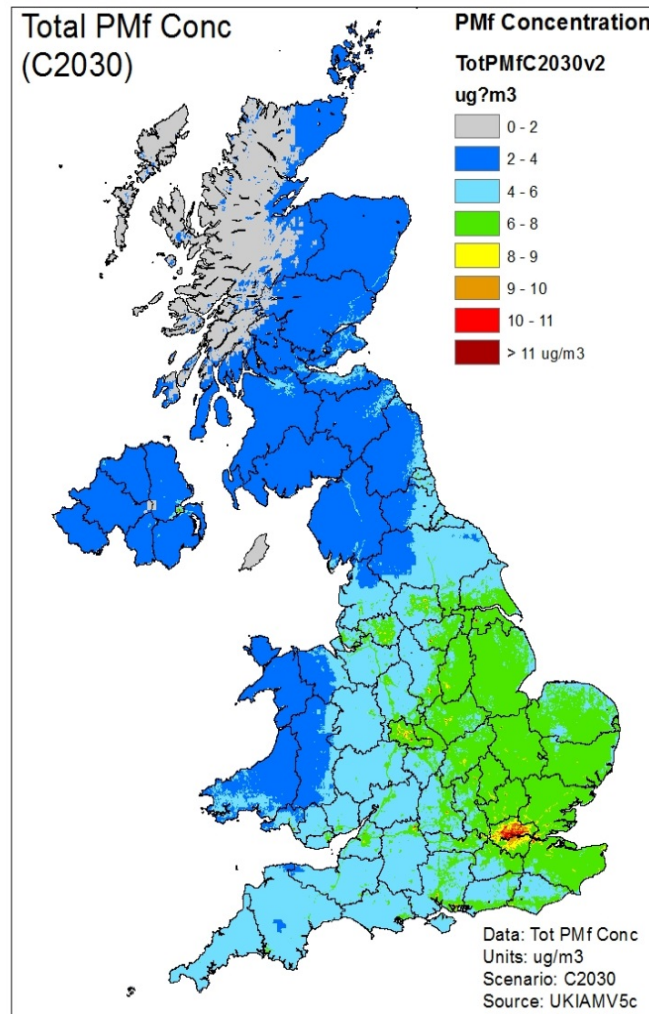 Total PMf Conc
(C2030)
PMf Concentration
TotPMfC2030v2
ug?m3
0 - 2
2 - 4
4 - 6
6 - 8
8 - 9
9 - 10
10 - 11
> 11 ug/m3
Data: Tot PMf Conc
Units: ug/m3
Scenario: C2030
Source: UKIAMV5c